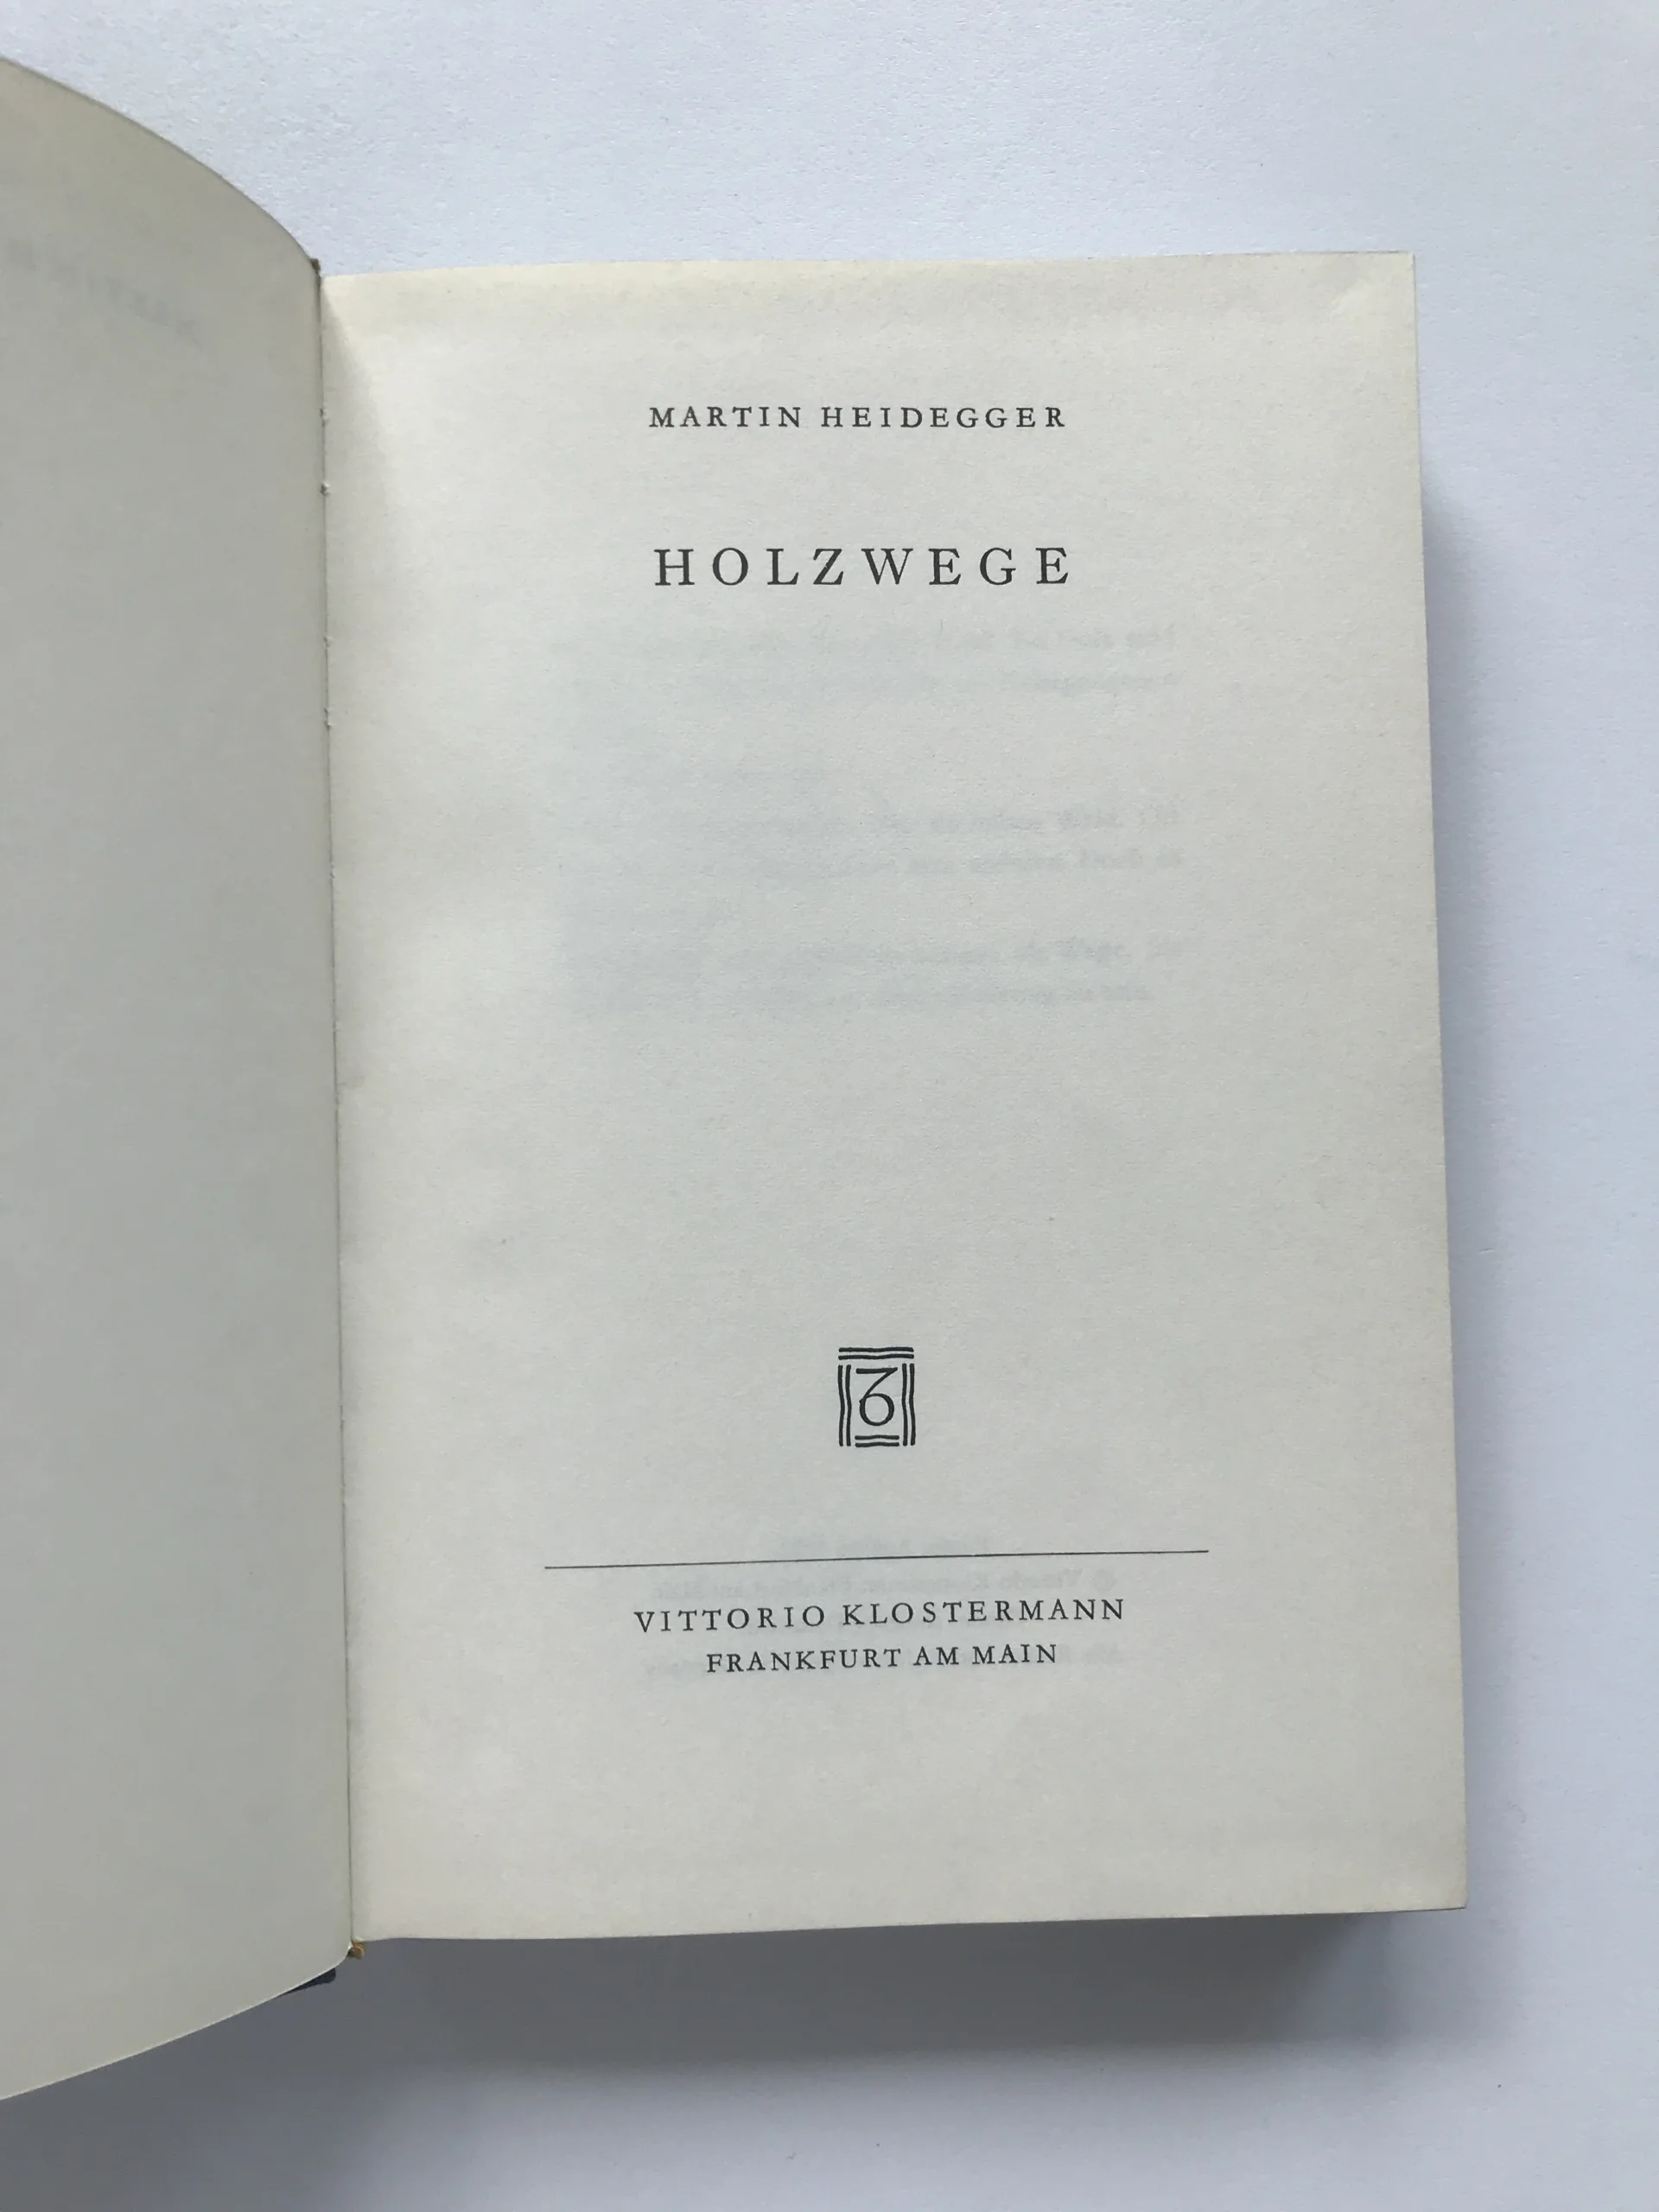 MARTIN HEIDEGGER
HOLZWEGE
VITTORIO KLOSTERMANN
FRANKFURT AM MAIN